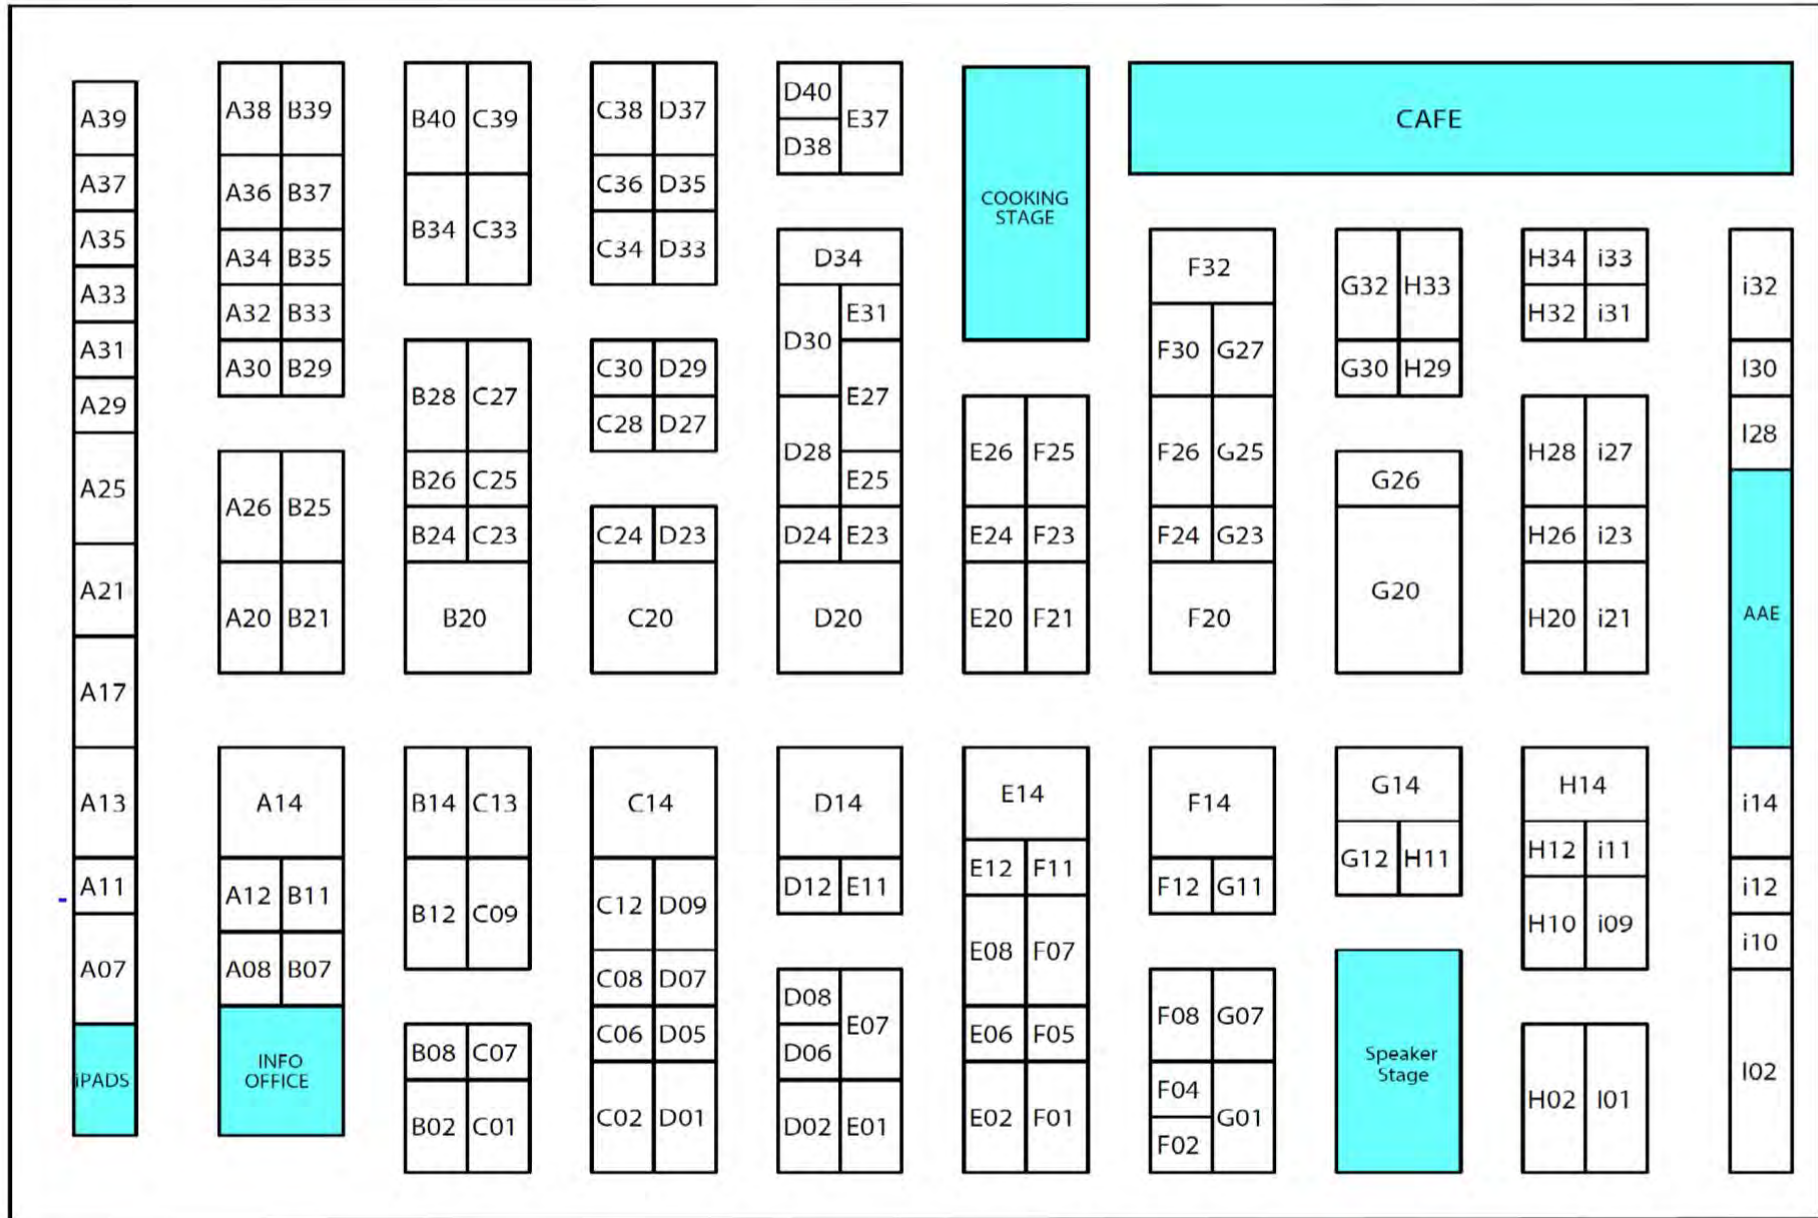 A39
A37
A35
A33
A31
A29
A25
A21
A17
A13
A11
A07
iPADS
A38 B39
A36 B37
A34 B35
A32 B33
A30 B29
A26 B25
A20 B21
A14
A12 B11
A08 B07
INFO
OFFICE
B40 C39
B34 C33
B28 C27
B26 C25
B24 C23
B20
B14 C13
B12 C09
B08 C07
B02 C01
C38 D37
C36 D35
C34 D33
C30 D29
C28 D27
C24 D23
C20
C14
C12 D09
C08 D07
C06 D05
C02 D01
D40
E37
D38
D34
E31
D30
E27
D28
E25
D24 E23
D20
D14
D12 E11
D08
E07
D06
D02 E01
COOKING
STAGE
E26 F25
E24 F23
E20 F21
E14
E12 F11
E08 F07
E06 F05
E02 F01
CAFE
F32
F30 G27
F26 G25
F24 G23
F20
F14
F12 G11
F08 G07
F04
G01
F02
G32 H33
G30 H29
G26
G20
G14
G12 H11
Speaker
Stage
H34 i33
H32 i31
H28 i27
H26 i23
H20 i21
H14
H12 i11
H10 i09
H02 I01
i32
I30
I28
AAE
i14
i12
i10
I02